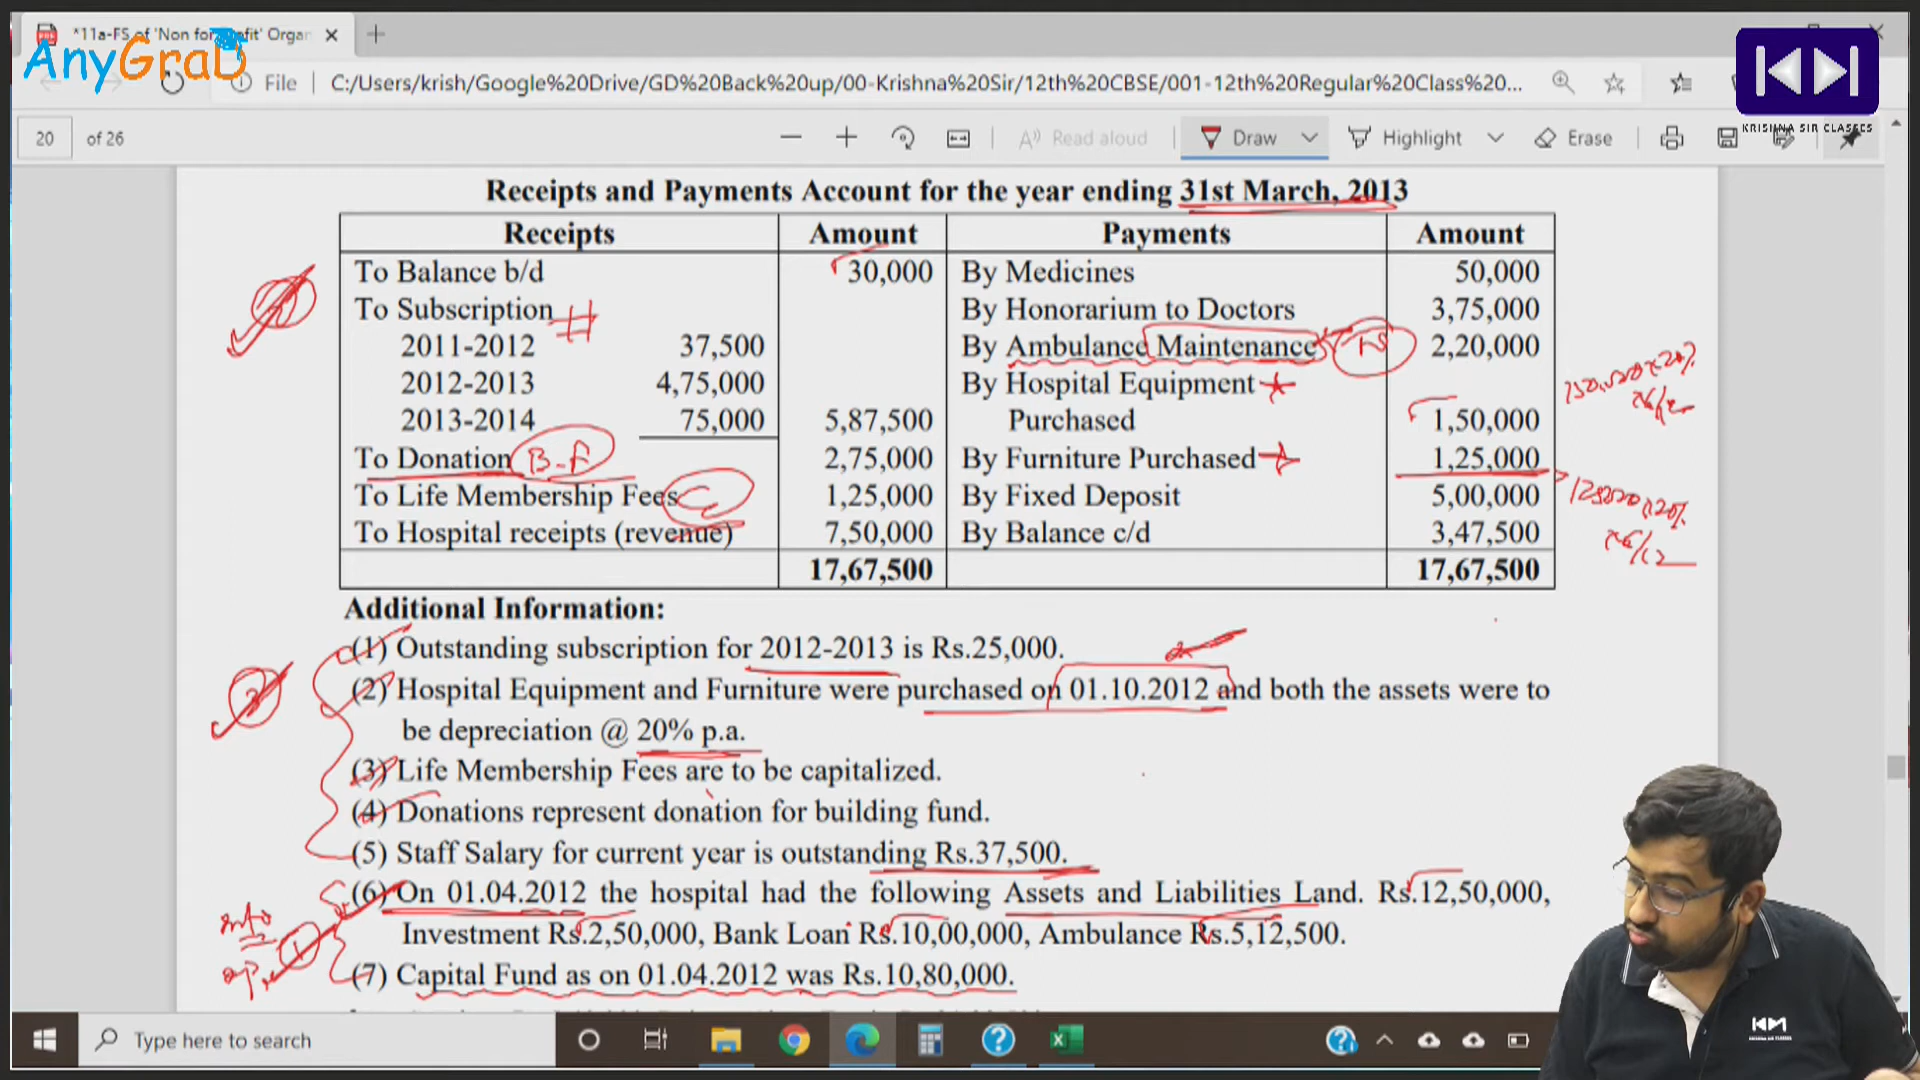 *11a-FS of 'Non for Profit' Organ
AnyGraD
File
C:/Users/krish/Google%20Drive/GD%20Back%20up/00-Krishna%20Sir/12th%20CBSE/001-12th%20Regular%20Class%20...
KRISHNA SIR CLASSES
20 of 26
Read aloud
Draw
Highlight
Erase
Receipts and Payments Account for the year ending 31st March, 2013
Receipts Amount Payments Amount
To Balance b/d 30,000 By Medicines 50,000
To Subscription # By Honorarium to Doctors 3,75,000
2011-2012 37,500 By Ambulance Maintenance 2,20,000
2012-2013 4,75,000 By Hospital Equipment
2013-2014 75,000 5,87,500 Purchased 1,50,000
To Donation B-F 2,75,000 By Furniture Purchased 1,25,000
To Life Membership Fees 1,25,000 By Fixed Deposit 5,00,000
To Hospital receipts (revenue) 7,50,000 By Balance c/d 3,47,500
17,67,500 17,67,500
Additional Information:
(1) Outstanding subscription for 2012-2013 is Rs.25,000.
(2) Hospital Equipment and Furniture were purchased on 01.10.2012 and both the assets were to
be depreciation @ 20% p.a.
(3) Life Membership Fees are to be capitalized.
(4) Donations represent donation for building fund.
(5) Staff Salary for current year is outstanding Rs.37,500.
(6) On 01.04.2012 the hospital had the following Assets and Liabilities Land. Rs.12,50,000,
Investment Rs.2,50,000, Bank Loan Rs.10,00,000, Ambulance Rs.5,12,500.
(7) Capital Fund as on 01.04.2012 was Rs.10,80,000.
Type here to search